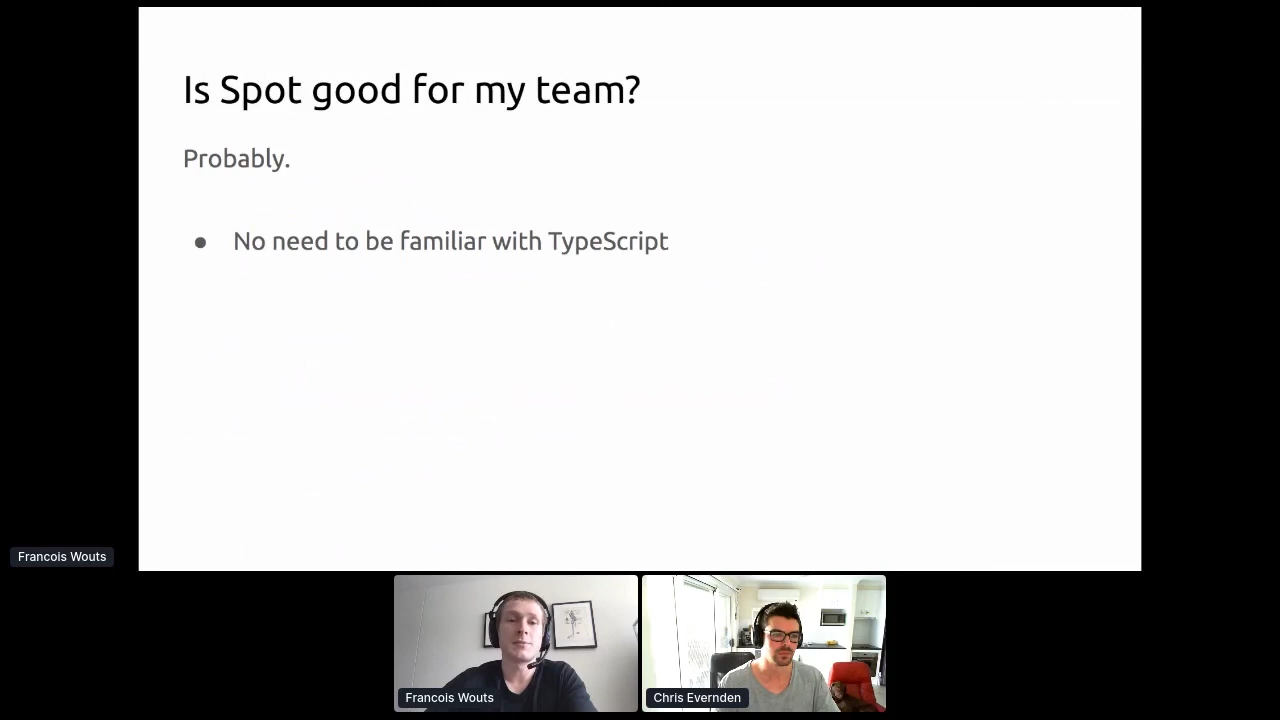 Is Spot good for my team?
Probably.
● No need to be familiar with TypeScript
Francois Wouts
Francois Wouts
Chris Evernden